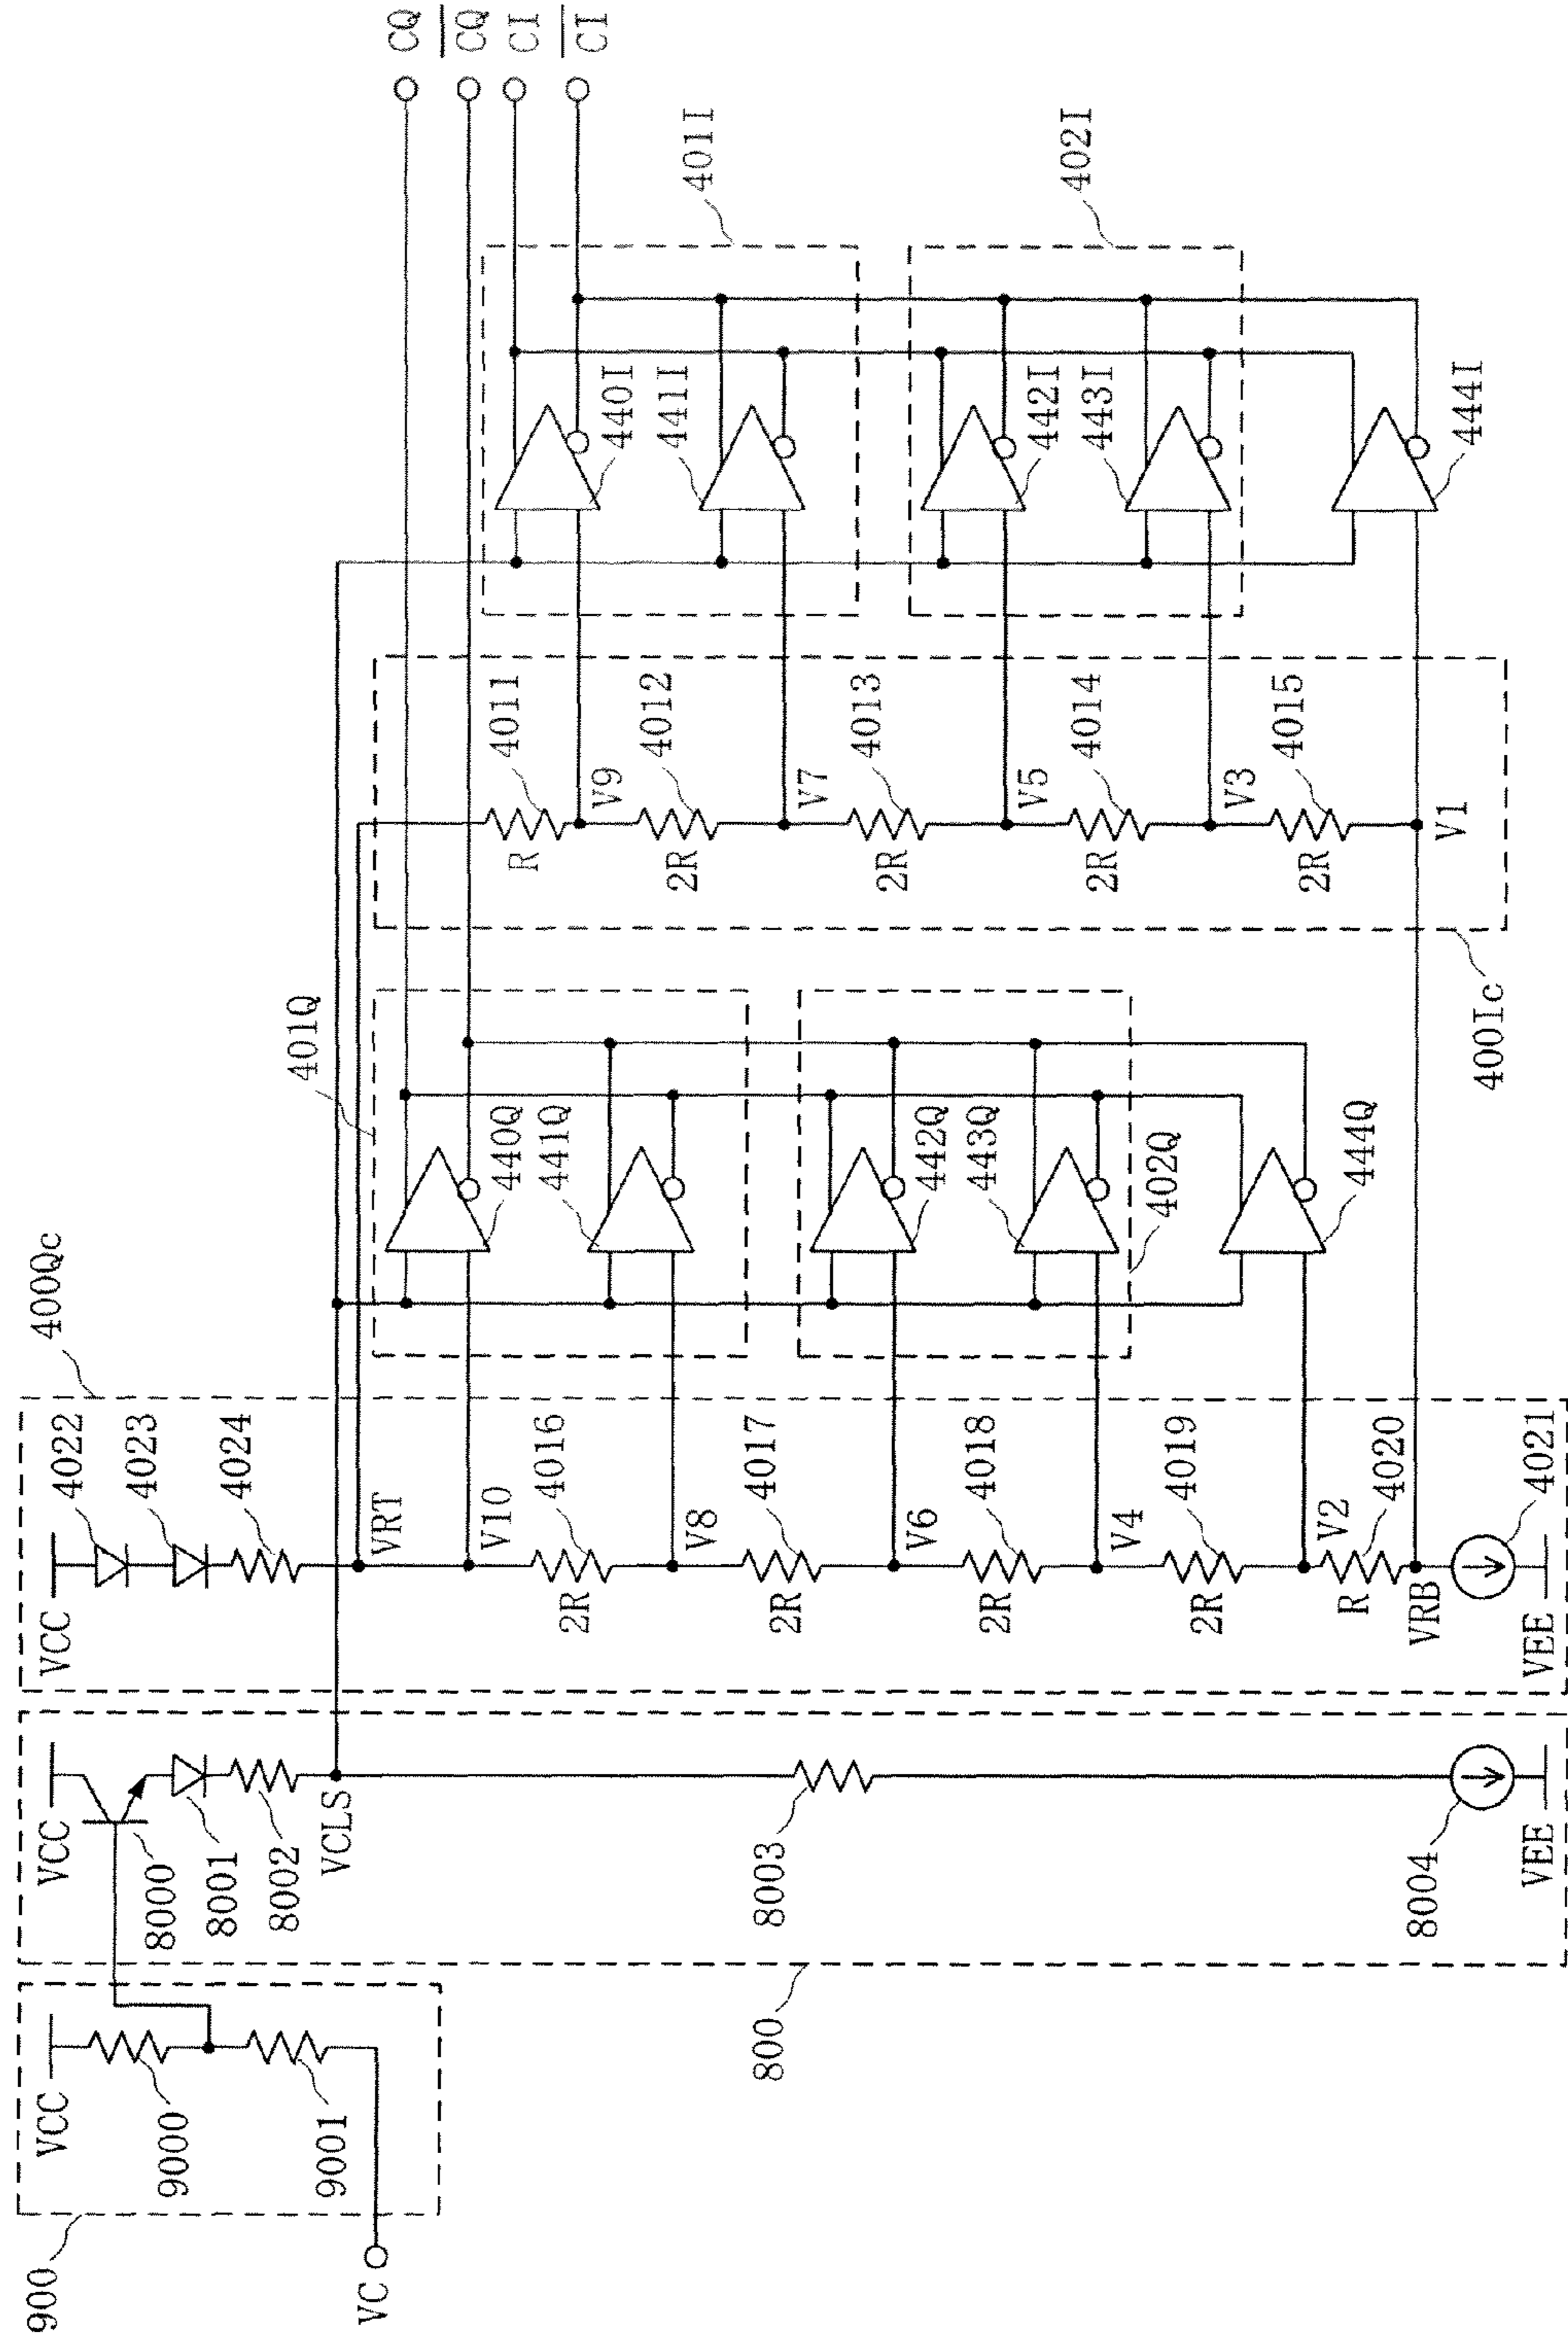 900
VCC
9000
9001
VC
800
VCC
8000
8001
8002
VCLS
8003
8004
VEE
400Qc
VCC
4022
4023
4024
VRT
V10
4016
2R
V8
4017
2R
V6
4018
2R
V4
4019
2R
V2
4020
R
VRB
4021
VEE
401Q
440Q
441Q
442Q
443Q
402Q
444Q
400Ic
4011
R
V9
4012
2R
V7
4013
2R
V5
4014
2R
V3
4015
2R
V1
401I
440I
441I
402I
442I
443I
444I
CQ
CQ
CI
CI